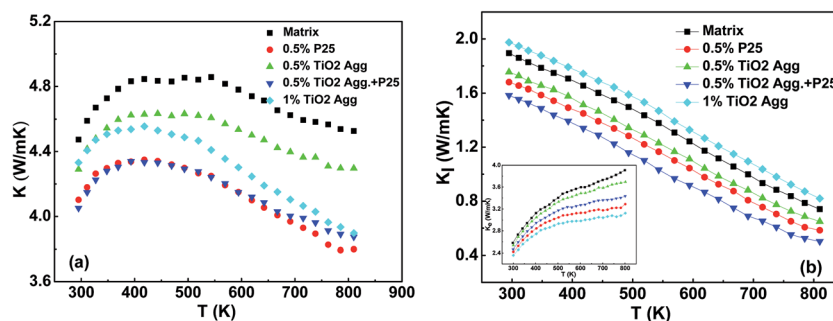 5.2
4.8
4.4
4.0
3.6
K (W/mK)
Matrix
0.5% P25
0.5% TiO2 Agg
0.5% TiO2 Agg.+P25
1% TiO2 Agg
(a)
300 400 500 600 700 800 900
T (K)
2.0
1.6
1.2
0.8
0.4
Kl (W/mK)
Matrix
0.5% P25
0.5% TiO2 Agg
0.5% TiO2 Agg.+P25
1% TiO2 Agg
3.6
3.0
2.4
Ke (W/mK)
300 400 500 600 700 800
T (K)
(b)
300 400 500 600 700 800
T (K)